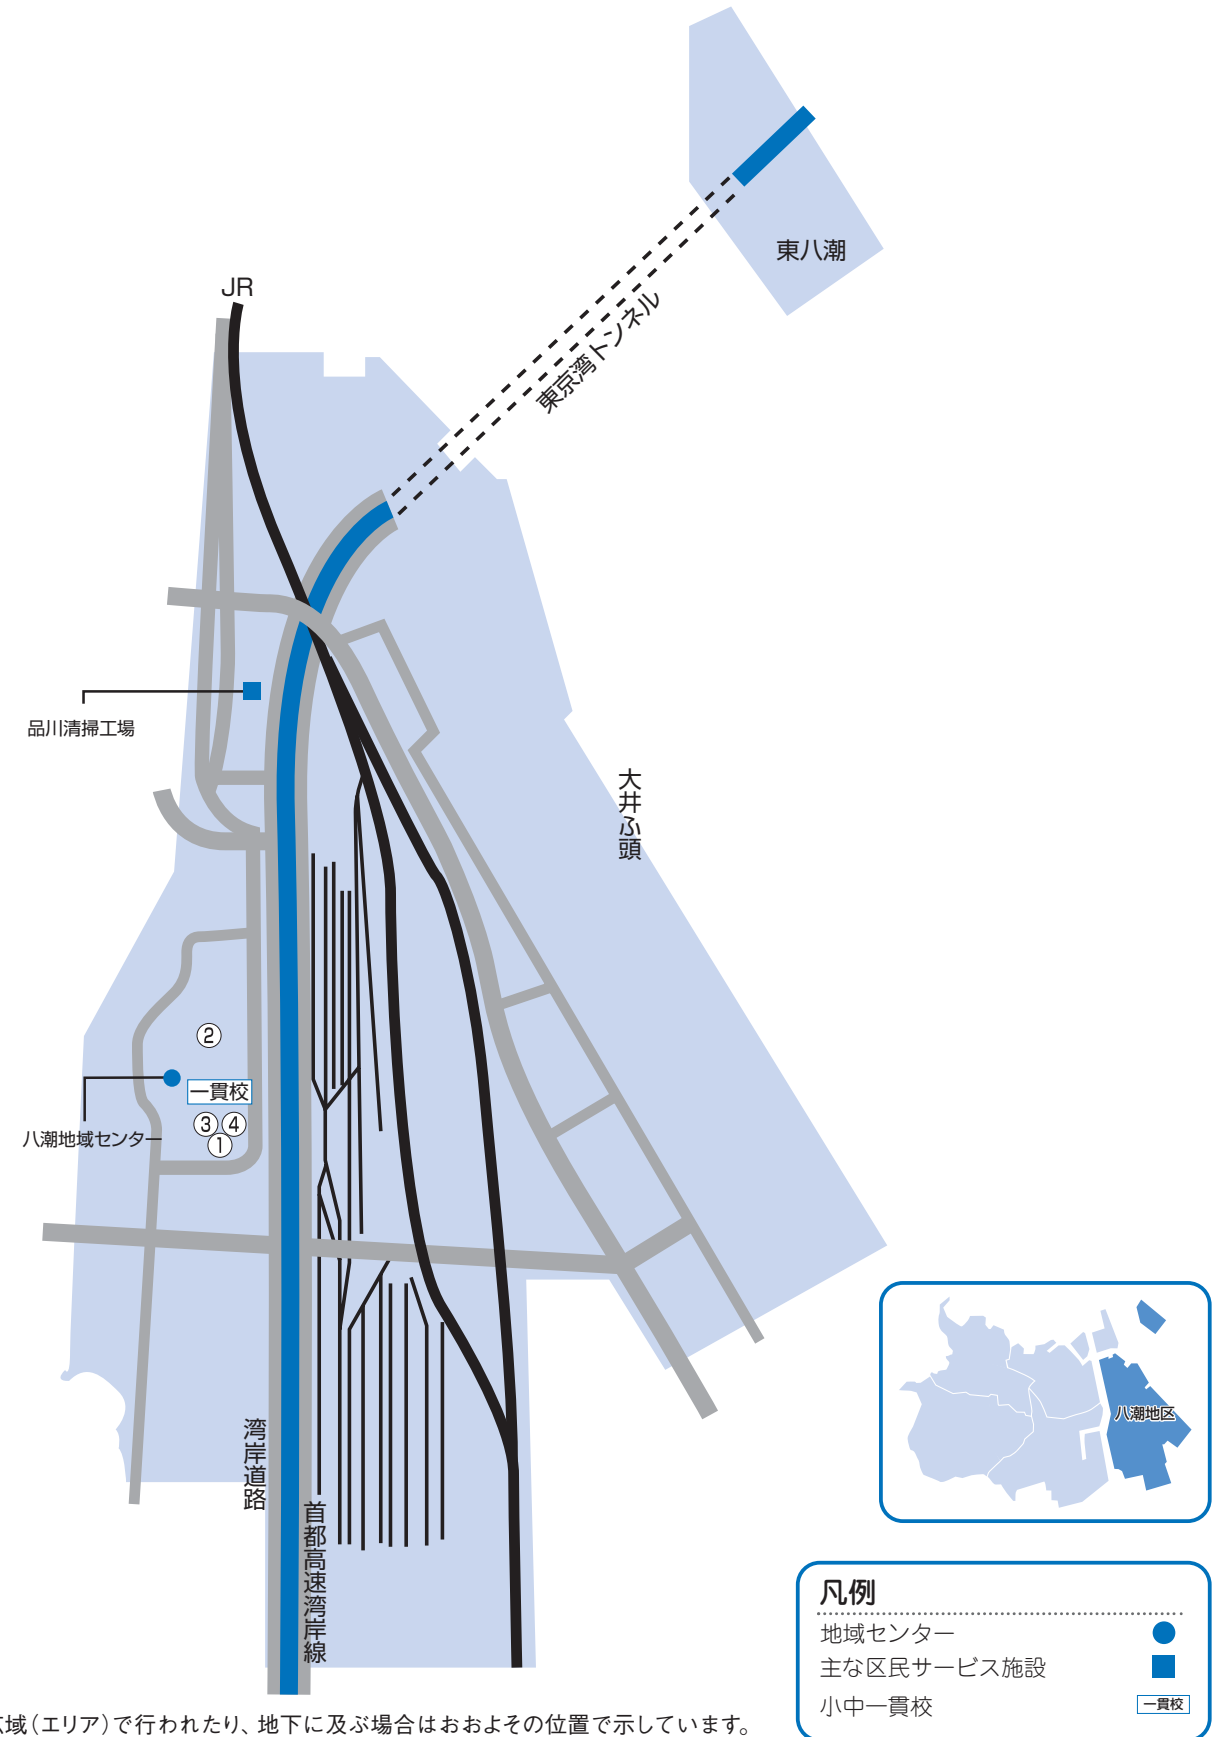 東八潮
JR
東京湾トンネル
品川清掃工場
大井ふ頭
②
一貫校
八潮地域センター
③ ④
①
湾岸道路
首都高速湾岸線
八潮地区
凡例
地域センター
主な区民サービス施設
小中一貫校 一貫校
域（エリア）で行われたり、地下に及ぶ場合はおおよその位置で示しています。